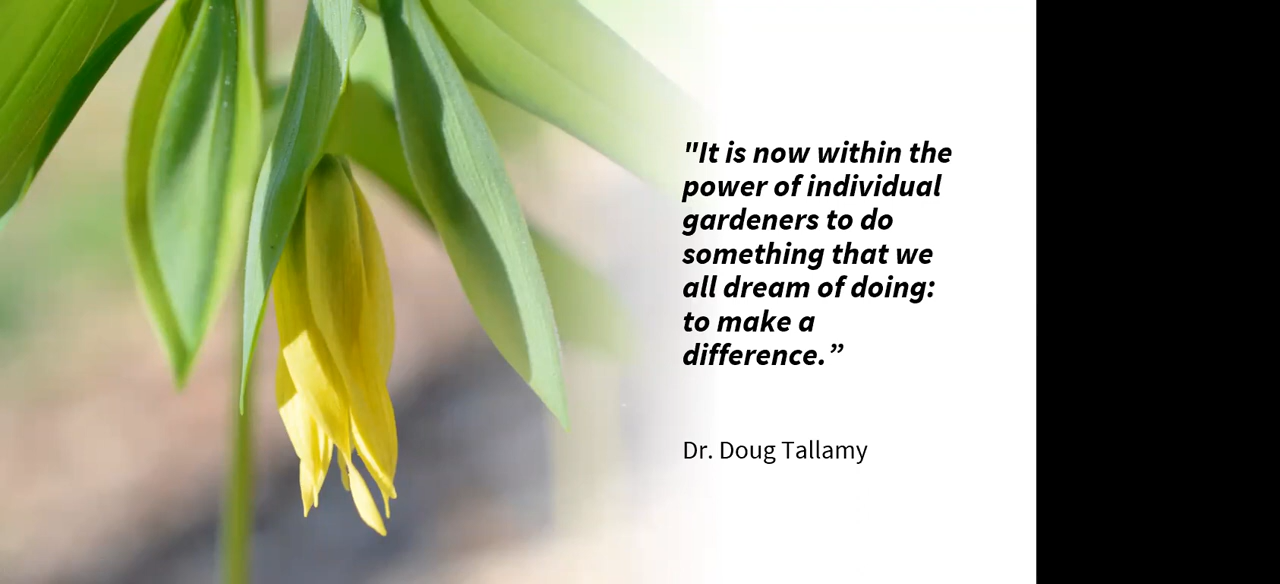 "It is now within the
power of individual
gardeners to do
something that we
all dream of doing:
to make a
difference.”
Dr. Doug Tallamy